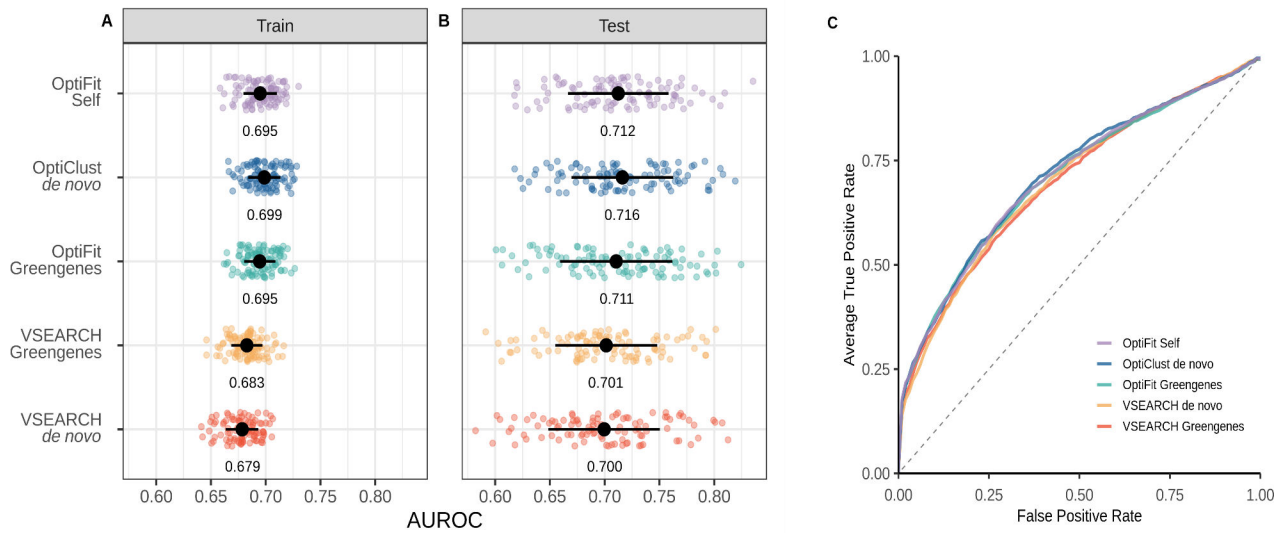 A
Train
B
Test
C
OptiFit
Self
0.695
0.712
OptiClust
de novo
0.699
0.716
OptiFit
Greengenes
0.695
0.711
VSEARCH
Greengenes
0.683
0.701
VSEARCH
de novo
0.679
0.700
0.60 0.65 0.70 0.75 0.80
0.60 0.65 0.70 0.75 0.80
AUROC
Average True Positive Rate
1.00
0.75
0.50
0.25
0.00
OptiFit Self
OptiClust de novo
OptiFit Greengenes
VSEARCH de novo
VSEARCH Greengenes
0.00 0.25 0.50 0.75 1.00
False Positive Rate